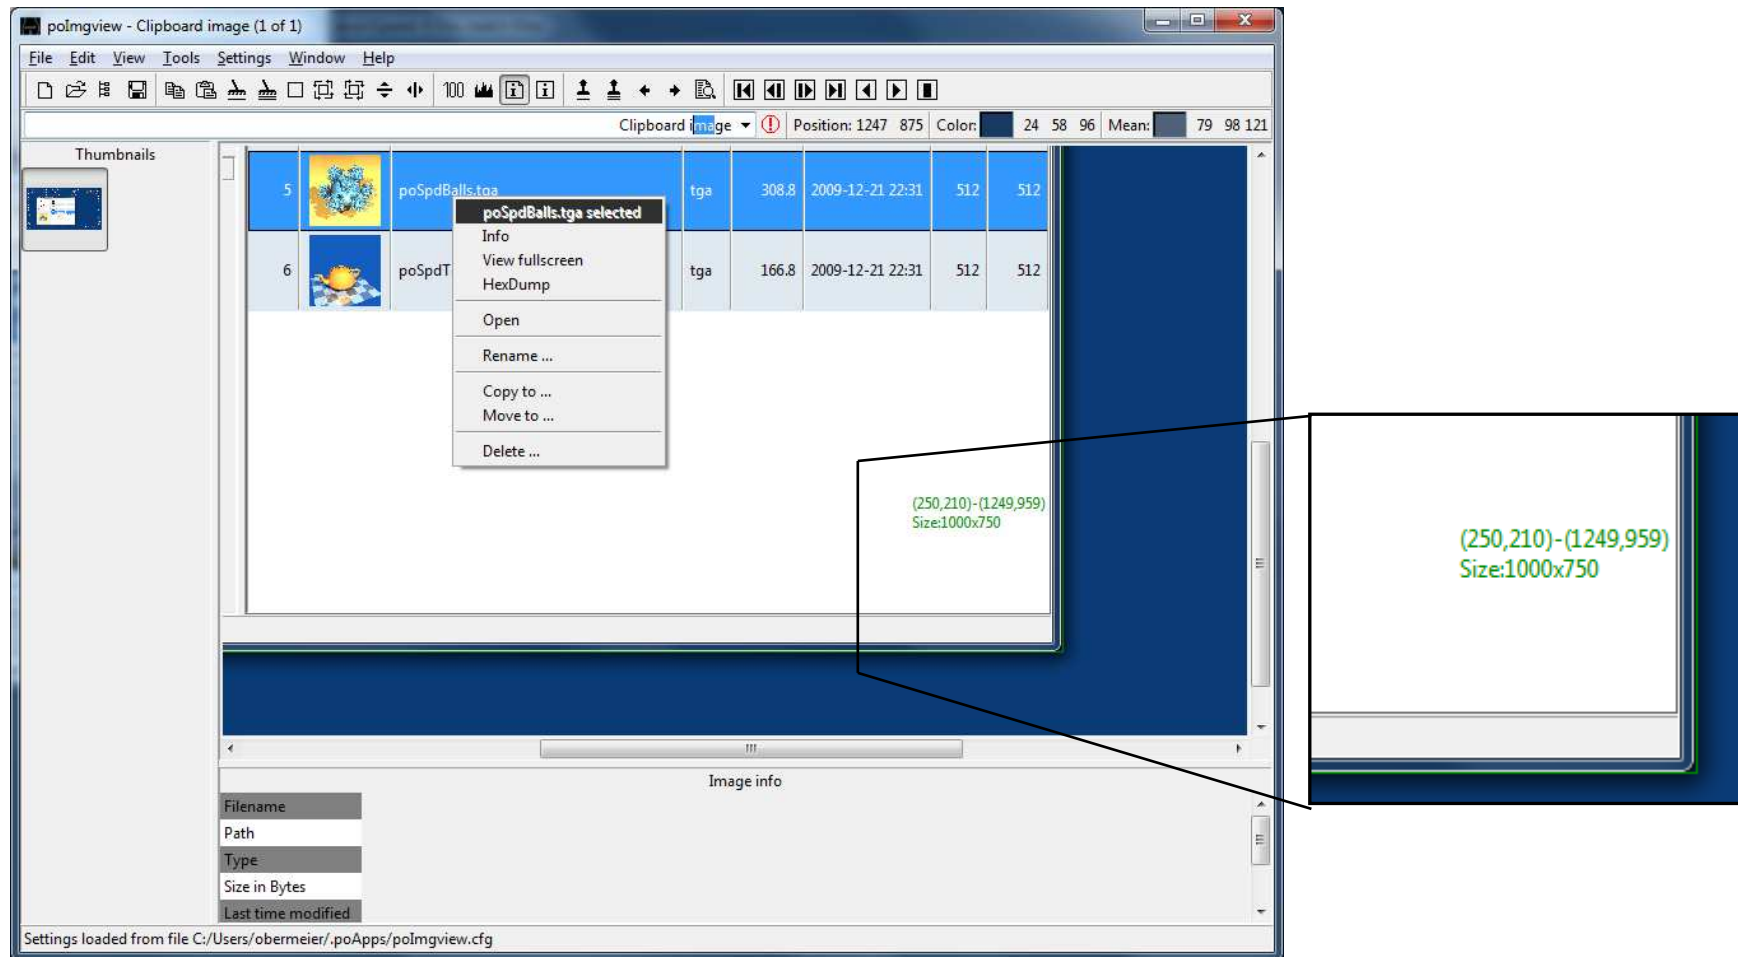 poImgview - Clipboard image (1 of 1)
File Edit View Tools Settings Window Help
100
Clipboard image Position: 1247 875 Color: 24 58 96 Mean: 79 98 121
Thumbnails
5 poSpdBalls.tga tga 308.8 2009-12-21 22:31 512 512
poSpdBalls.tga selected
Info
View fullscreen
HexDump
Open
Rename ...
Copy to ...
Move to ...
Delete ...
6 poSpdT tga 166.8 2009-12-21 22:31 512 512
(250,210)-(1249,959)
Size:1000x750
(250,210)-(1249,959)
Size:1000x750
Image info
Filename
Path
Type
Size in Bytes
Last time modified
Settings loaded from file C:/Users/obermeier/.poApps/poImgview.cfg